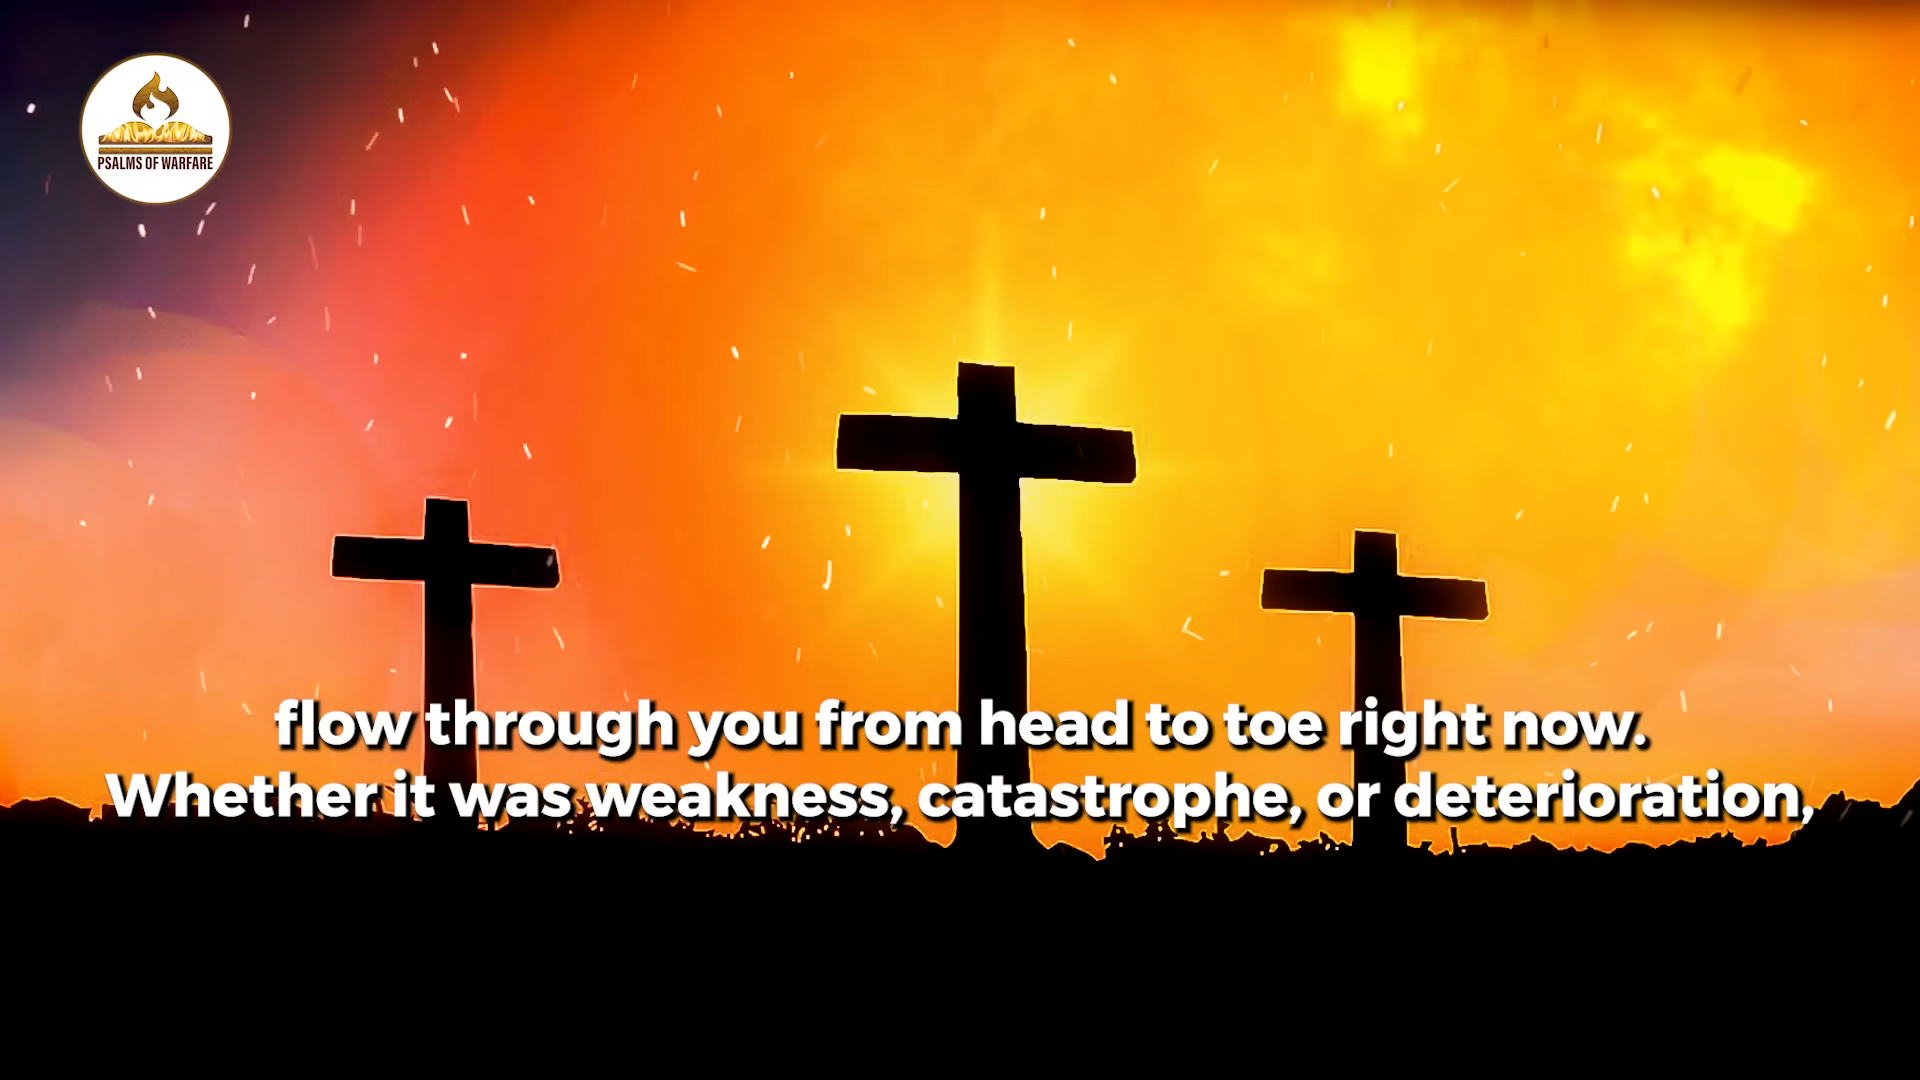 PSALMS OF WARFARE
flow through you from head to toe right now.
Whether it was weakness, catastrophe, or deterioration,